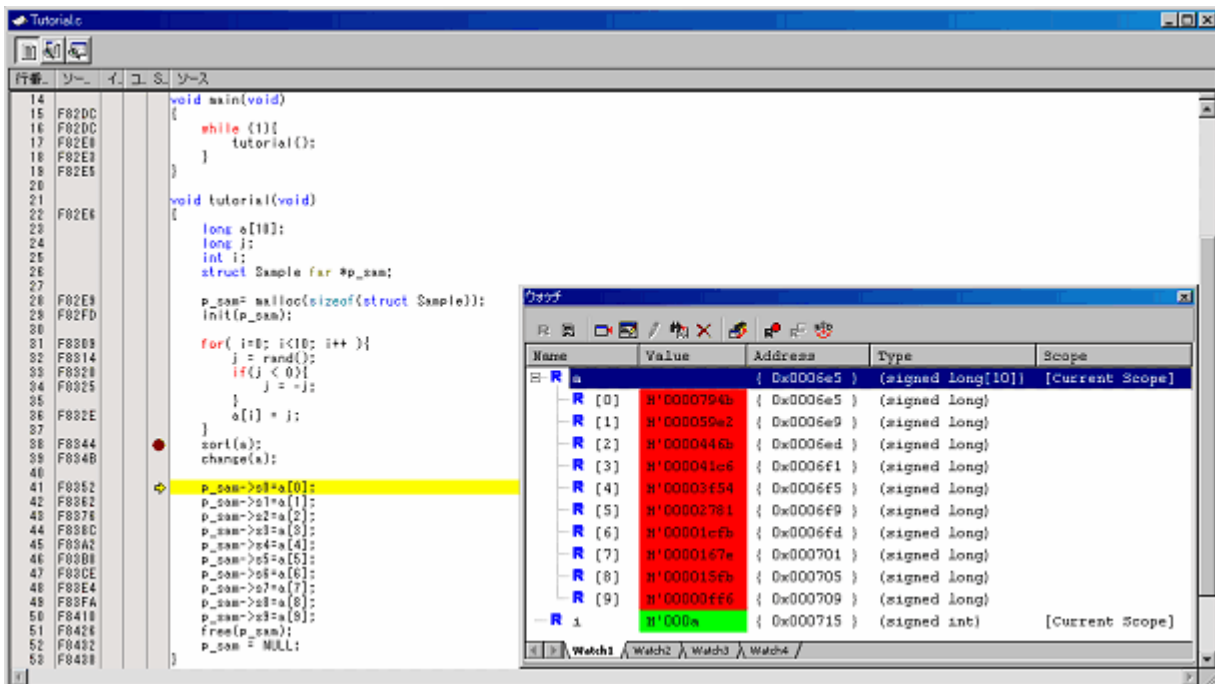 Tutorial.c
行番_ ソー_ イ_ コ_ S_ ソース
14 void main(void)
15 F82DC {
16 F82DC while (1){
17 F82E0 tutorial();
18 F82E3 }
19 F82E5 }
20
21 void tutorial(void)
22 F82E6 {
23 long a[10];
24 long j;
25 int i;
26 struct Sample far *p_sam;
27
28 F82E9 p_sam= malloc(sizeof(struct Sample));
29 F82FD init(p_sam);
30
31 F8309 for( i=0; i<10; i++ ){
32 F8314 j = rand();
33 F8320 if(j < 0){
34 F8325 j = -j;
35 }
36 F832E a[i] = j;
}
38 F8344 sort(a);
39 F834B change(a);
40
41 F8352 p_sam->s0=a[0];
42 F8362 p_sam->s1=a[1];
43 F8376 p_sam->s2=a[2];
44 F838C p_sam->s3=a[3];
45 F83A2 p_sam->s4=a[4];
46 F83B8 p_sam->s5=a[5];
47 F83CE p_sam->s6=a[6];
48 F83E4 p_sam->s7=a[7];
49 F83FA p_sam->s8=a[8];
50 F8410 p_sam->s9=a[9];
51 F8426 free(p_sam);
52 F8432 p_sam = NULL;
53 F8438 }
ウォッチ
Name Value Address Type Scope
R a { 0x0006e5 } (signed long[10]) [Current Scope]
R [0] H'0000794b { 0x0006e5 } (signed long)
R [1] H'000059e2 { 0x0006e9 } (signed long)
R [2] H'0000446b { 0x0006ed } (signed long)
R [3] H'000041c6 { 0x0006f1 } (signed long)
R [4] H'00003f54 { 0x0006f5 } (signed long)
R [5] H'00002781 { 0x0006f9 } (signed long)
R [6] H'00001cfb { 0x0006fd } (signed long)
R [7] H'0000167e { 0x000701 } (signed long)
R [8] H'000015fb { 0x000705 } (signed long)
R [9] H'00000ff6 { 0x000709 } (signed long)
R i H'000a { 0x000715 } (signed int) [Current Scope]
Watch1 Watch2 Watch3 Watch4